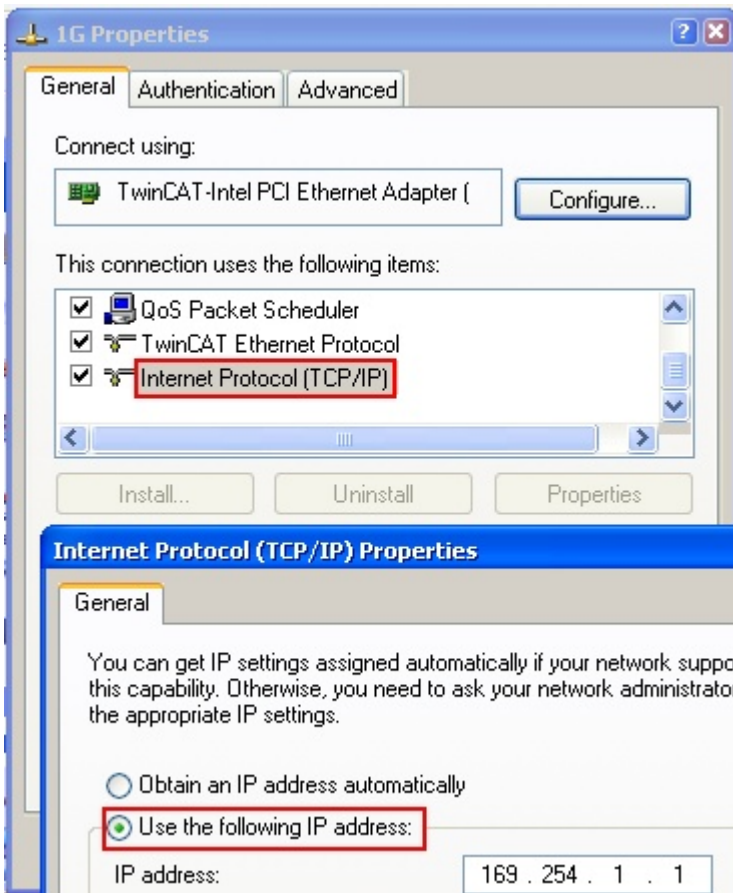 1G Properties
General Authentication Advanced
Connect using:
TwinCAT-Intel PCI Ethernet Adapter (
Configure...
This connection uses the following items:
QoS Packet Scheduler
TwinCAT Ethernet Protocol
Internet Protocol (TCP/IP)
Install... Uninstall Properties
Internet Protocol (TCP/IP) Properties
General
You can get IP settings assigned automatically if your network suppo
this capability. Otherwise, you need to ask your network administrato
the appropriate IP settings.
Obtain an IP address automatically
Use the following IP address:
IP address: 169 . 254 . 1 . 1